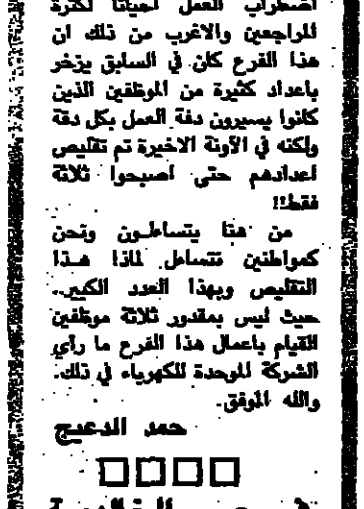 اضطراب العمل احيانا لكثرة
المراجعين والاغرب من ذلك ان
هذا الفرع كان في السابق يزخر
باعداد كثيرة من الموظفين الذين
كانوا يسيرون دفة العمل بكل دقة
ولكنه في الآونة الاخيرة تم تقليص
اعدادهم حتى اصبحوا ثلاثة
فقط!!
من هنا يتساءلون ونحن
كمواطنين نتساءل لماذا هذا
التقليص وبهذا العدد الكبير..
حيث ليس بمقدور ثلاثة موظفين
القيام باعمال هذا الفرع ما رأي
الشركة الموحدة للكهرباء في ذلك.
والله الموفق.
حمد الدعيج